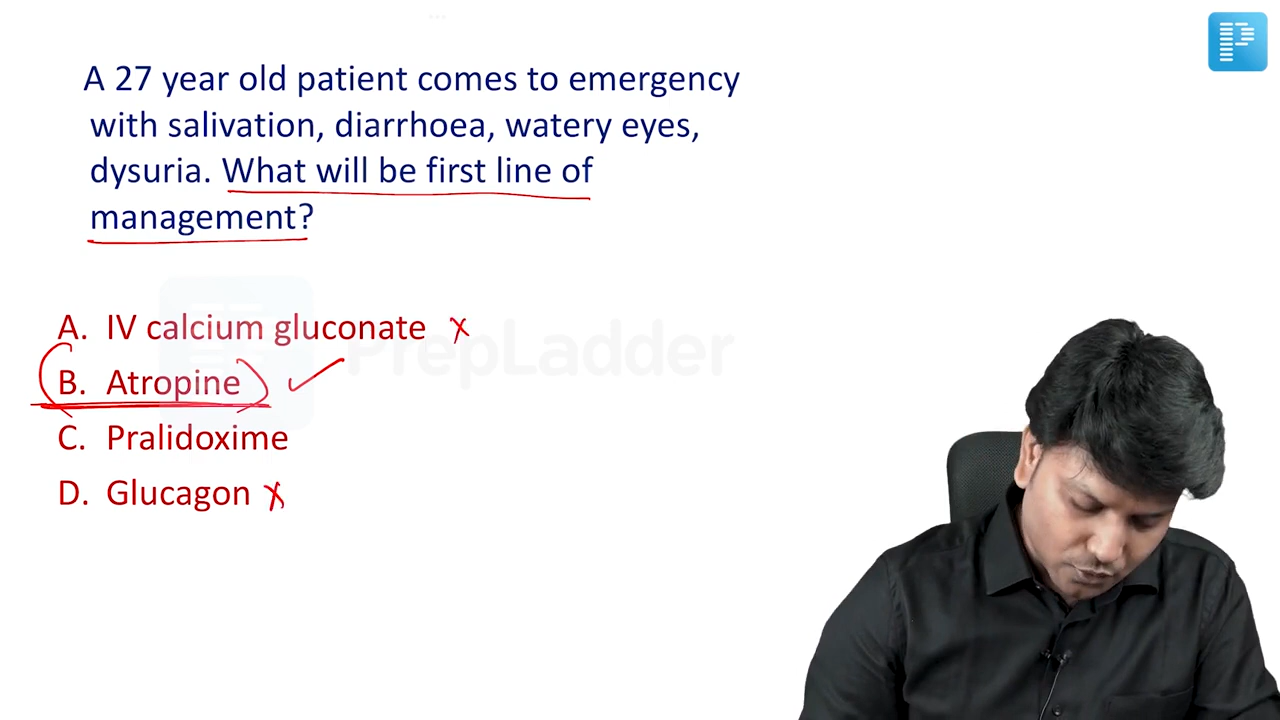 A 27 year old patient comes to emergency
with salivation, diarrhoea, watery eyes,
dysuria. What will be first line of
management?
A. IV calcium gluconate x
B. Atropine ✓
C. Pralidoxime
D. Glucagon x
PrepLadder